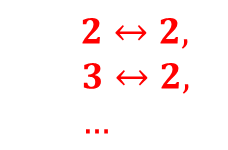 2 ↔ 2,
3 ↔ 2,
...